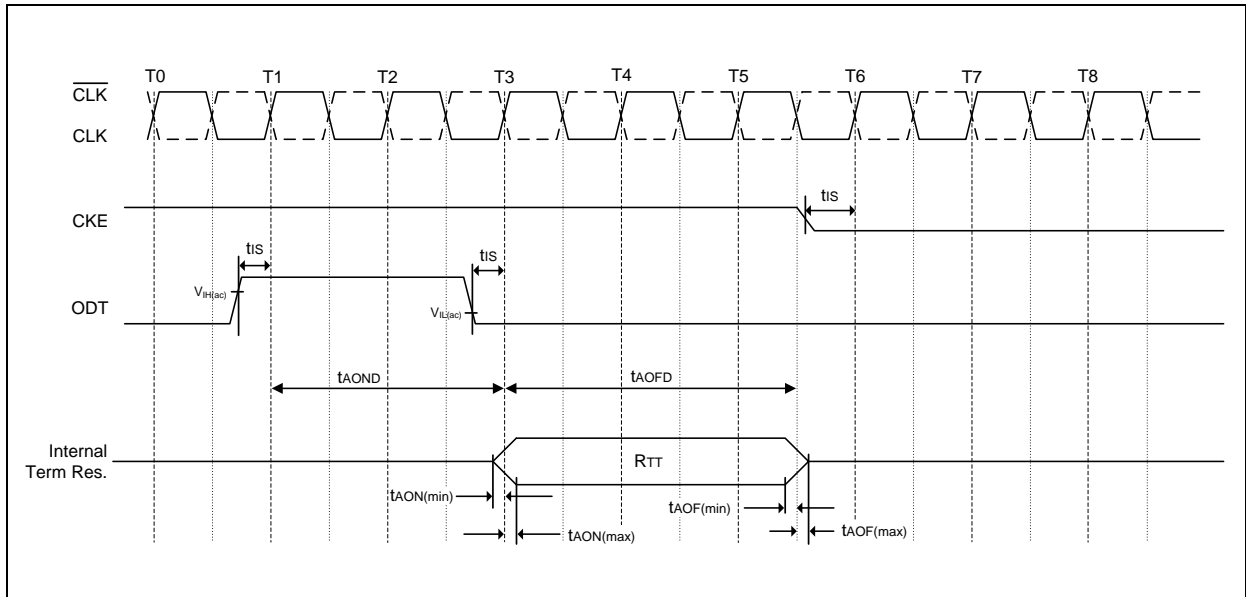 T0 T1 T2 T3 T4 T5 T6 T7 T8
CLK
CLK
CKE
tIS
tIS
tIS
VIH(ac)
ODT
VIL(ac)
tAOND
tAOFD
Internal
Term Res.
RTT
tAON(min)
tAOF(min)
tAON(max)
tAOF(max)